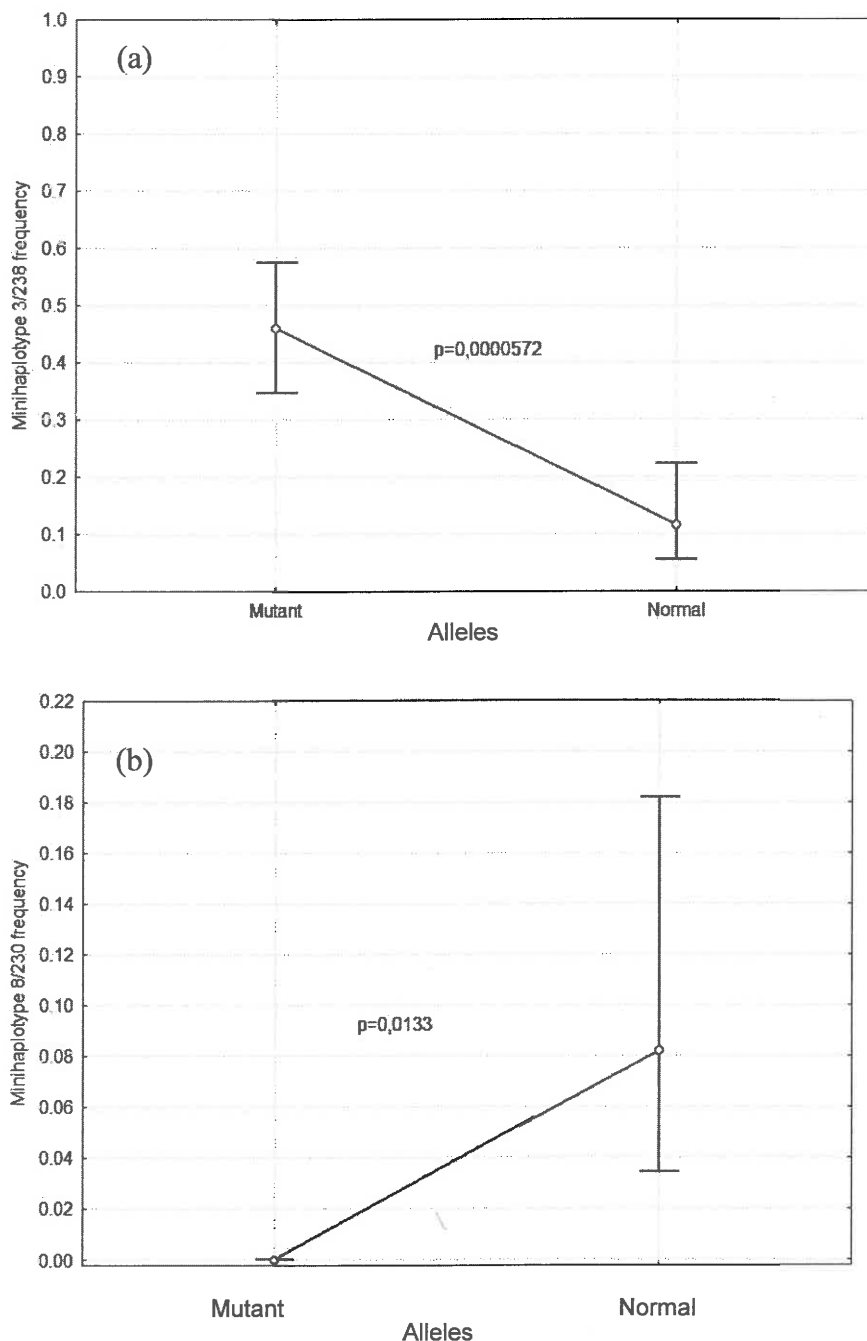 (a)
Minihaplotype 3/238 frequency
1.0
0.9
0.8
0.7
0.6
0.5
0.4
0.3
0.2
0.1
0.0
p=0,0000572
Mutant
Normal
Alleles
(b)
Minihaplotype 8/230 frequency
0.22
0.20
0.18
0.16
0.14
0.12
0.10
0.08
0.06
0.04
0.02
0.00
p=0,0133
Mutant
Normal
Alleles